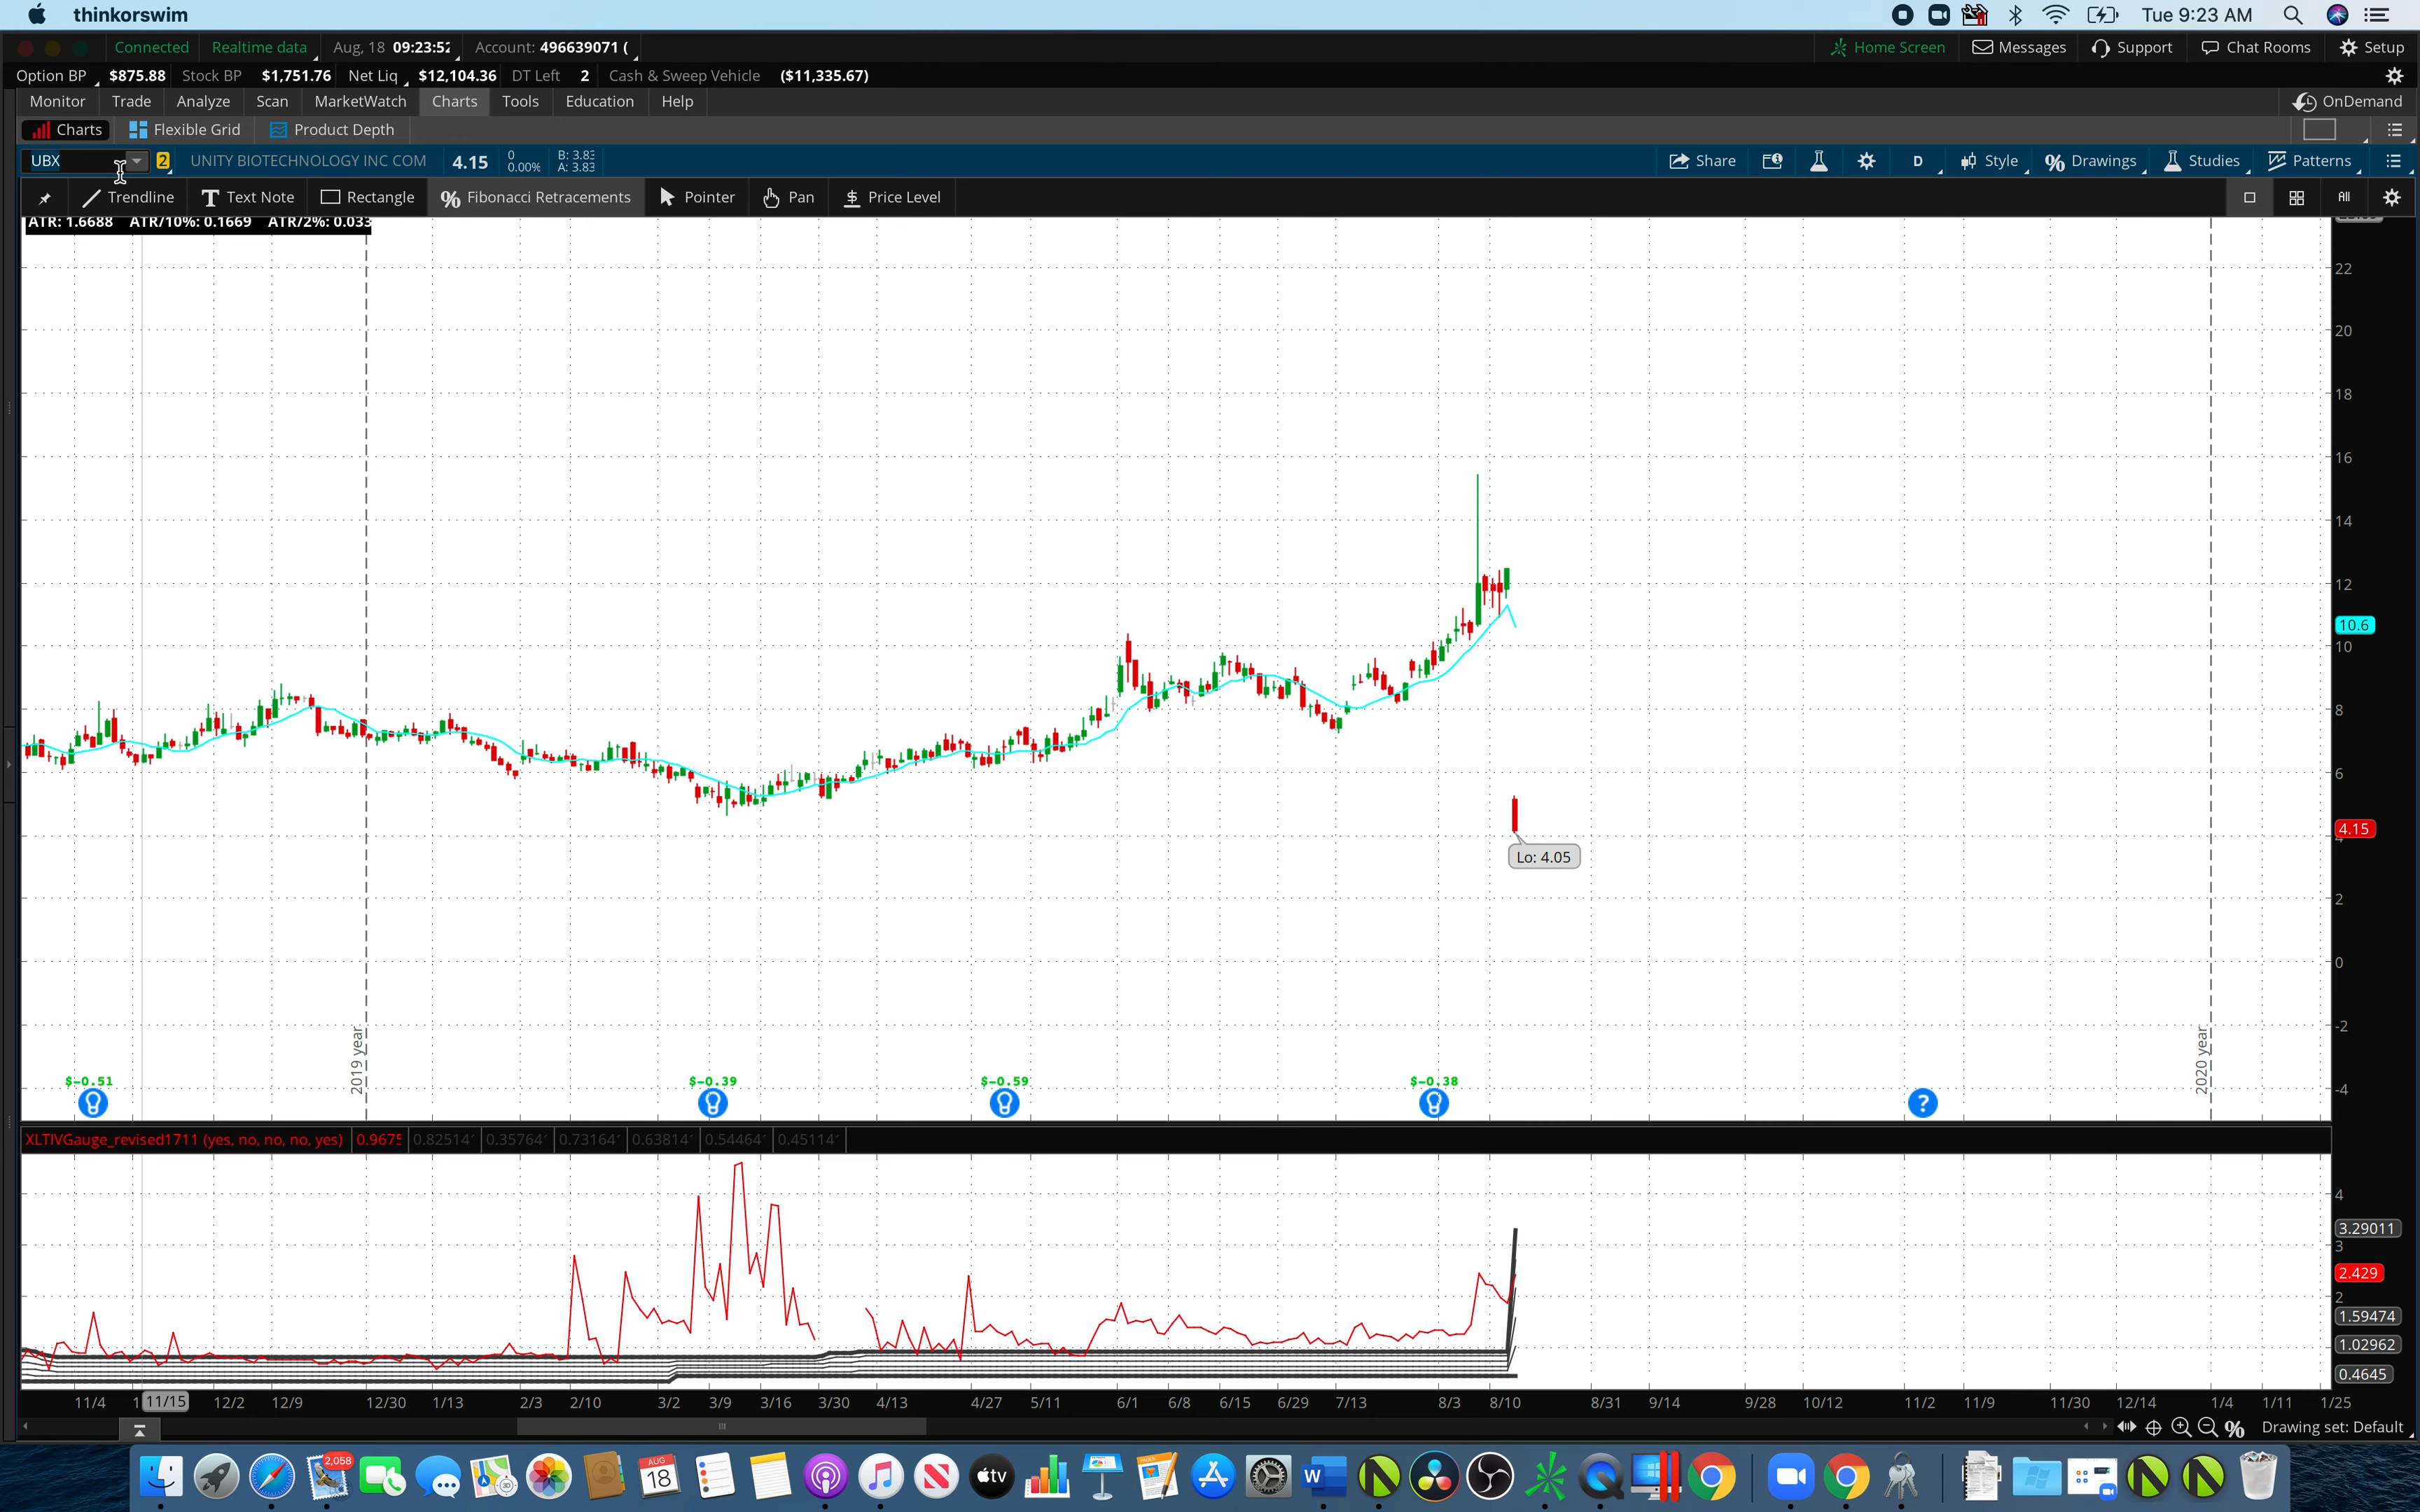 thinkorswim
Tue 9:23 AM
Connected Realtime data Aug, 18 09:23:52 Account: 496639071 (
Home Screen Messages Support Chat Rooms Setup
Option BP $875.88 Stock BP $1,751.76 Net Liq $12,104.36 DT Left 2 Cash & Sweep Vehicle ($11,335.67)
Monitor Trade Analyze Scan MarketWatch Charts Tools Education Help OnDemand
Charts Flexible Grid Product Depth
UBX 2 UNITY BIOTECHNOLOGY INC COM 4.15 0 B: 3.83
0.00% A: 3.83
Share D Style Drawings Studies Patterns
Trendline Text Note Rectangle Fibonacci Retracements Pointer Pan Price Level All
ATR: 1.6688 ATR/10%: 0.1669 ATR/2%: 0.033
22
20
18
16
14
12
10.6
10
8
6
4.15
4
Lo: 4.05
2
0
-2
-4
2019 year
2020 year
$-0.51 $-0.39 $-0.59 $-0.38
?
XLTIVGauge_revised1711 (yes, no, no, no, yes) 0.9675 0.82514 0.35764 0.73164 0.63814 0.54464 0.45114
4
3.29011
3
2.429
2
1.59474
1.02962
0.4645
11/4 11/15 12/2 12/9 12/30 1/13 2/3 2/10 3/2 3/9 3/16 3/30 4/13 4/27 5/11 6/1 6/8 6/15 6/29 7/13 8/3 8/10 8/31 9/14 9/28 10/12 11/2 11/9 11/30 12/14 1/4 1/11 1/25
Drawing set: Default
2,058
AUG
18
tv
W